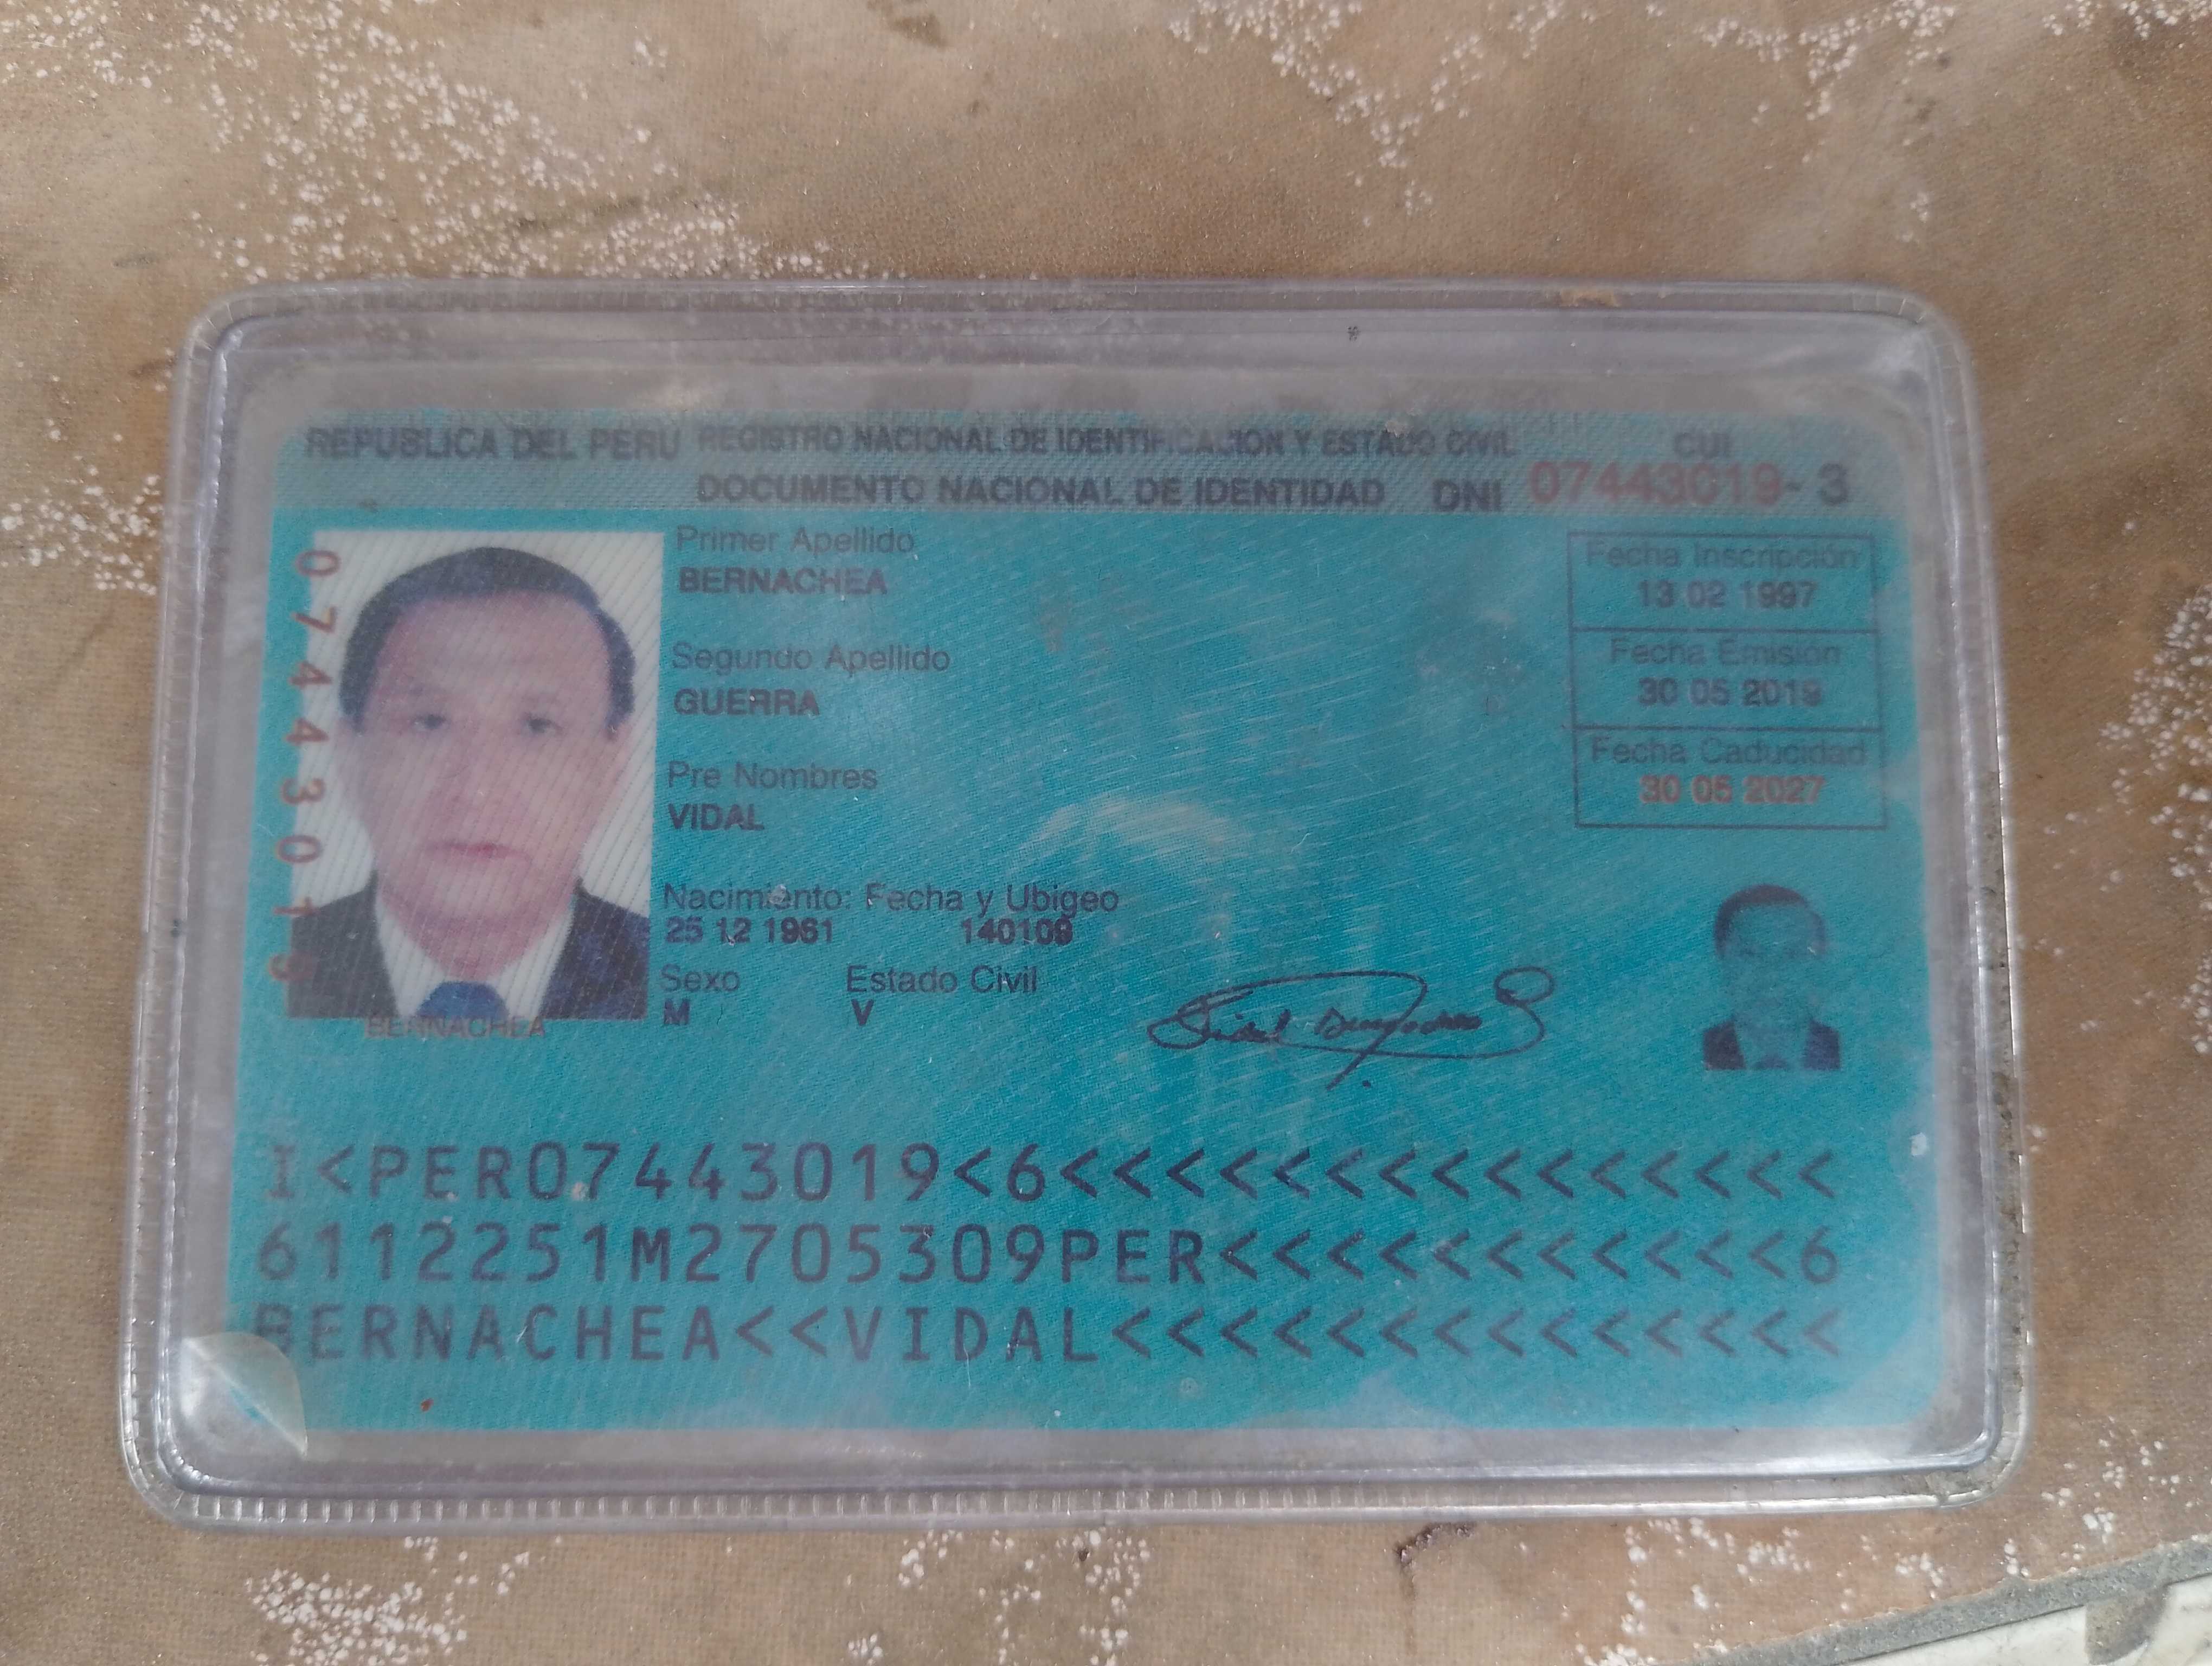 REPUBLICA DEL PERU REGISTRO NACIONAL DE IDENTIFICACION Y ESTADO CIVIL
CUI
DOCUMENTO NACIONAL DE IDENTIDAD DNI 07443019-3
07443019
Primer Apellido
BERNACHEA
Segundo Apellido
GUERRA
Pre Nombres
VIDAL
Nacimiento: Fecha y Ubigeo
25 12 1961 140109
Sexo Estado Civil
M V
BERNACHEA
Fecha Inscripción
13 02 1997
Fecha Emisión
30 05 2019
Fecha Caducidad
30 05 2027
I<PER07443019<6<<<<<<<<<<<<<<<
6112251M2705309PER<<<<<<<<<<<6
BERNACHEA<<VIDAL<<<<<<<<<<<<<<